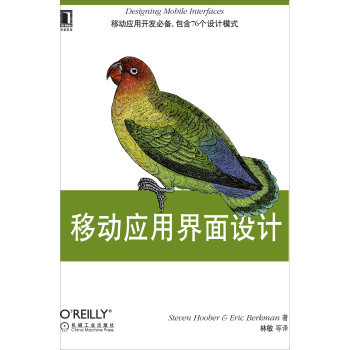 Designing Mobile Interfaces
移动应用开发必备,包含76个设计模式
移动应用界面设计
O'REILLY®
机械工业出版社
China Machine Press
Steven Hoober & Eric Berkman 著
林敏 等译